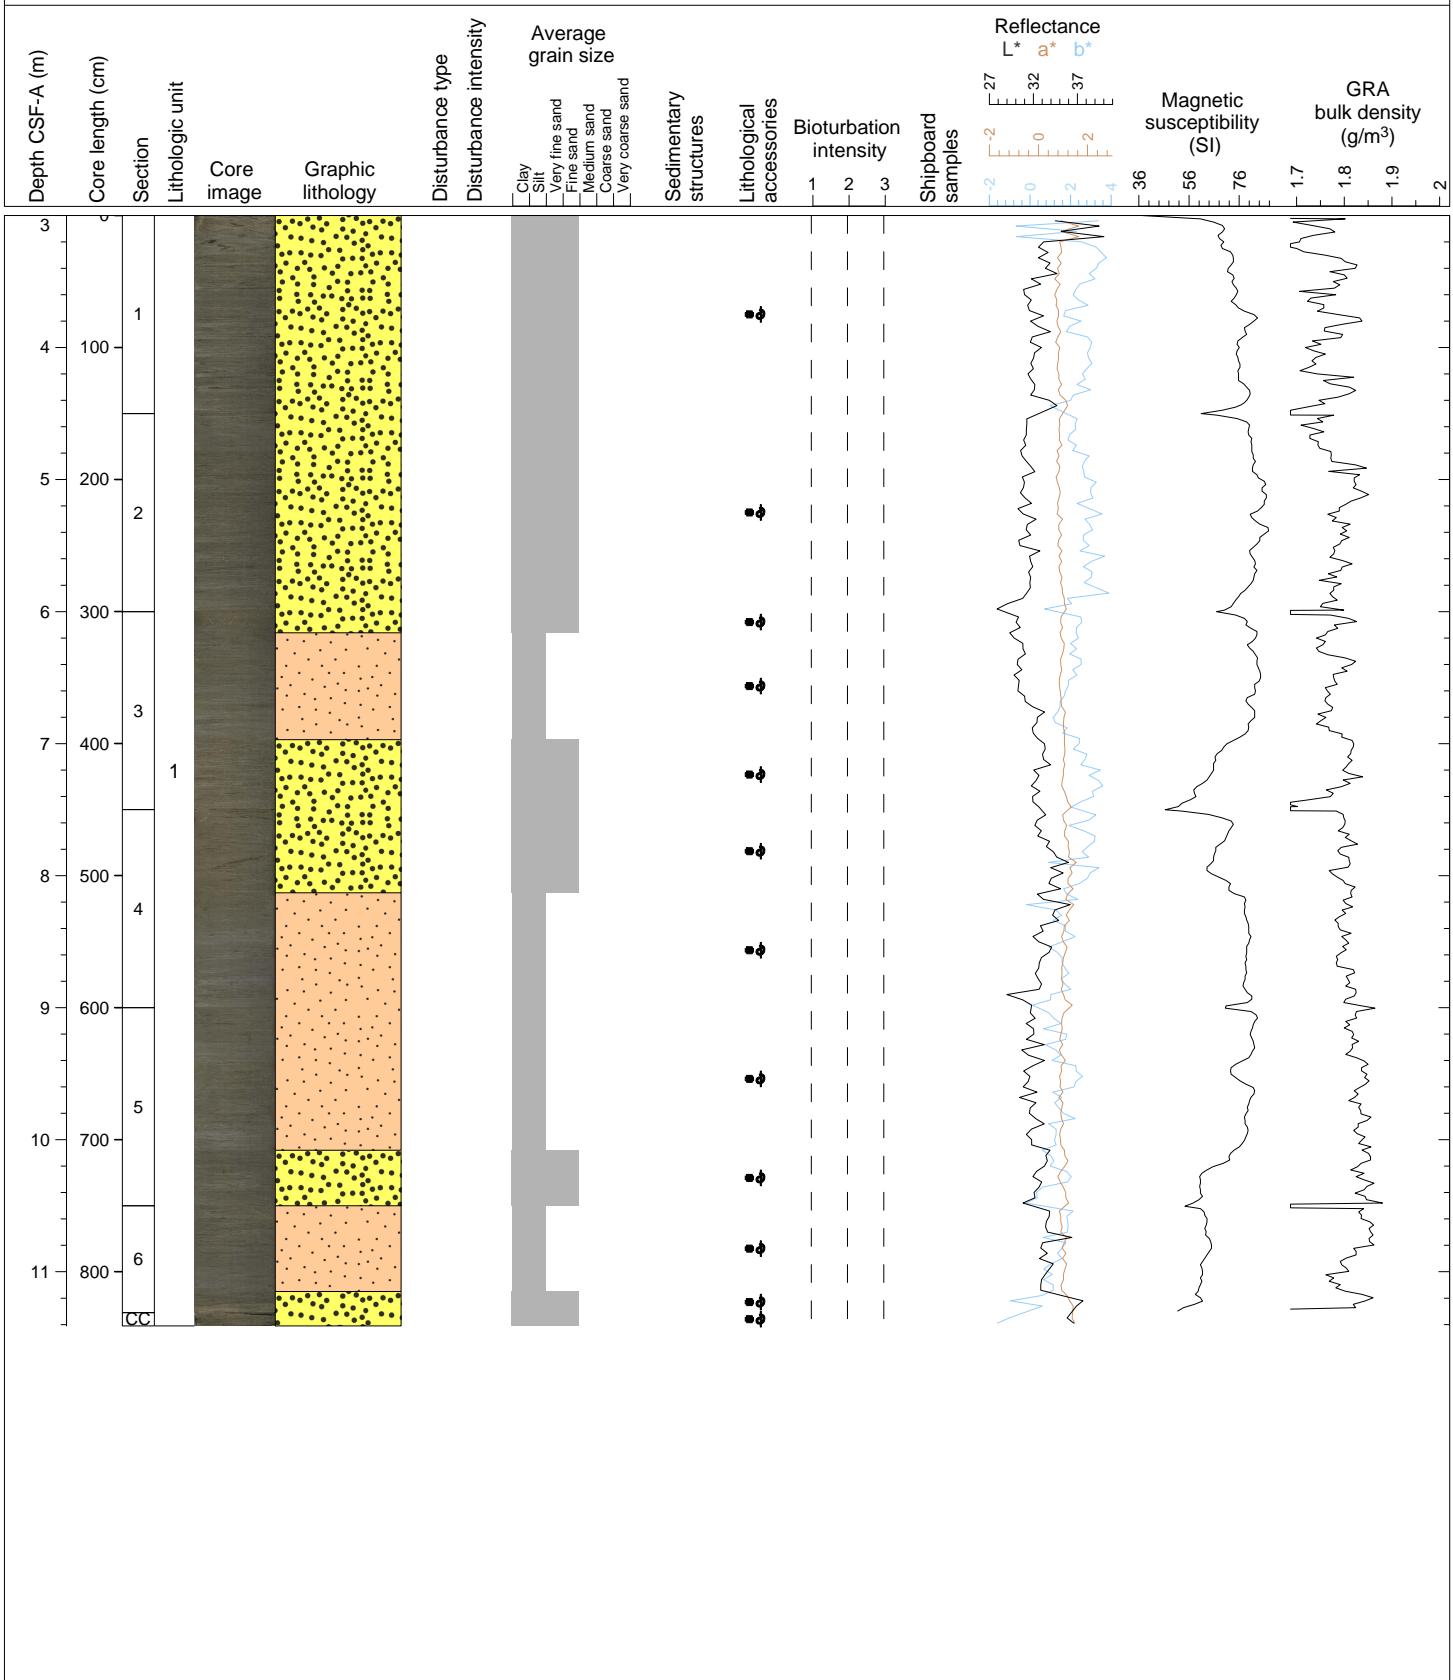 Depth CSF-A (m)
Core length (cm)
Section
Lithologic unit
Core
image
Graphic
lithology
Disturbance type
Disturbance intensity
Average
grain size
Clay
Silt
Very fine sand
Fine sand
Medium sand
Coarse sand
Very coarse sand
Sedimentary
structures
Lithological
accessories
Bioturbation
intensity
1 2 3
Shipboard
samples
Reflectance
L* a* b*
27 32 37
-2 0 2
-2 0 2 4
Magnetic
susceptibility
(SI)
36 56 76
GRA
bulk density
(g/m³)
1.7 1.8 1.9 2
3
4
5
6
7
8
9
10
11
0
100
200
300
400
500
600
700
800
1
2
3
4
5
6
CC
1